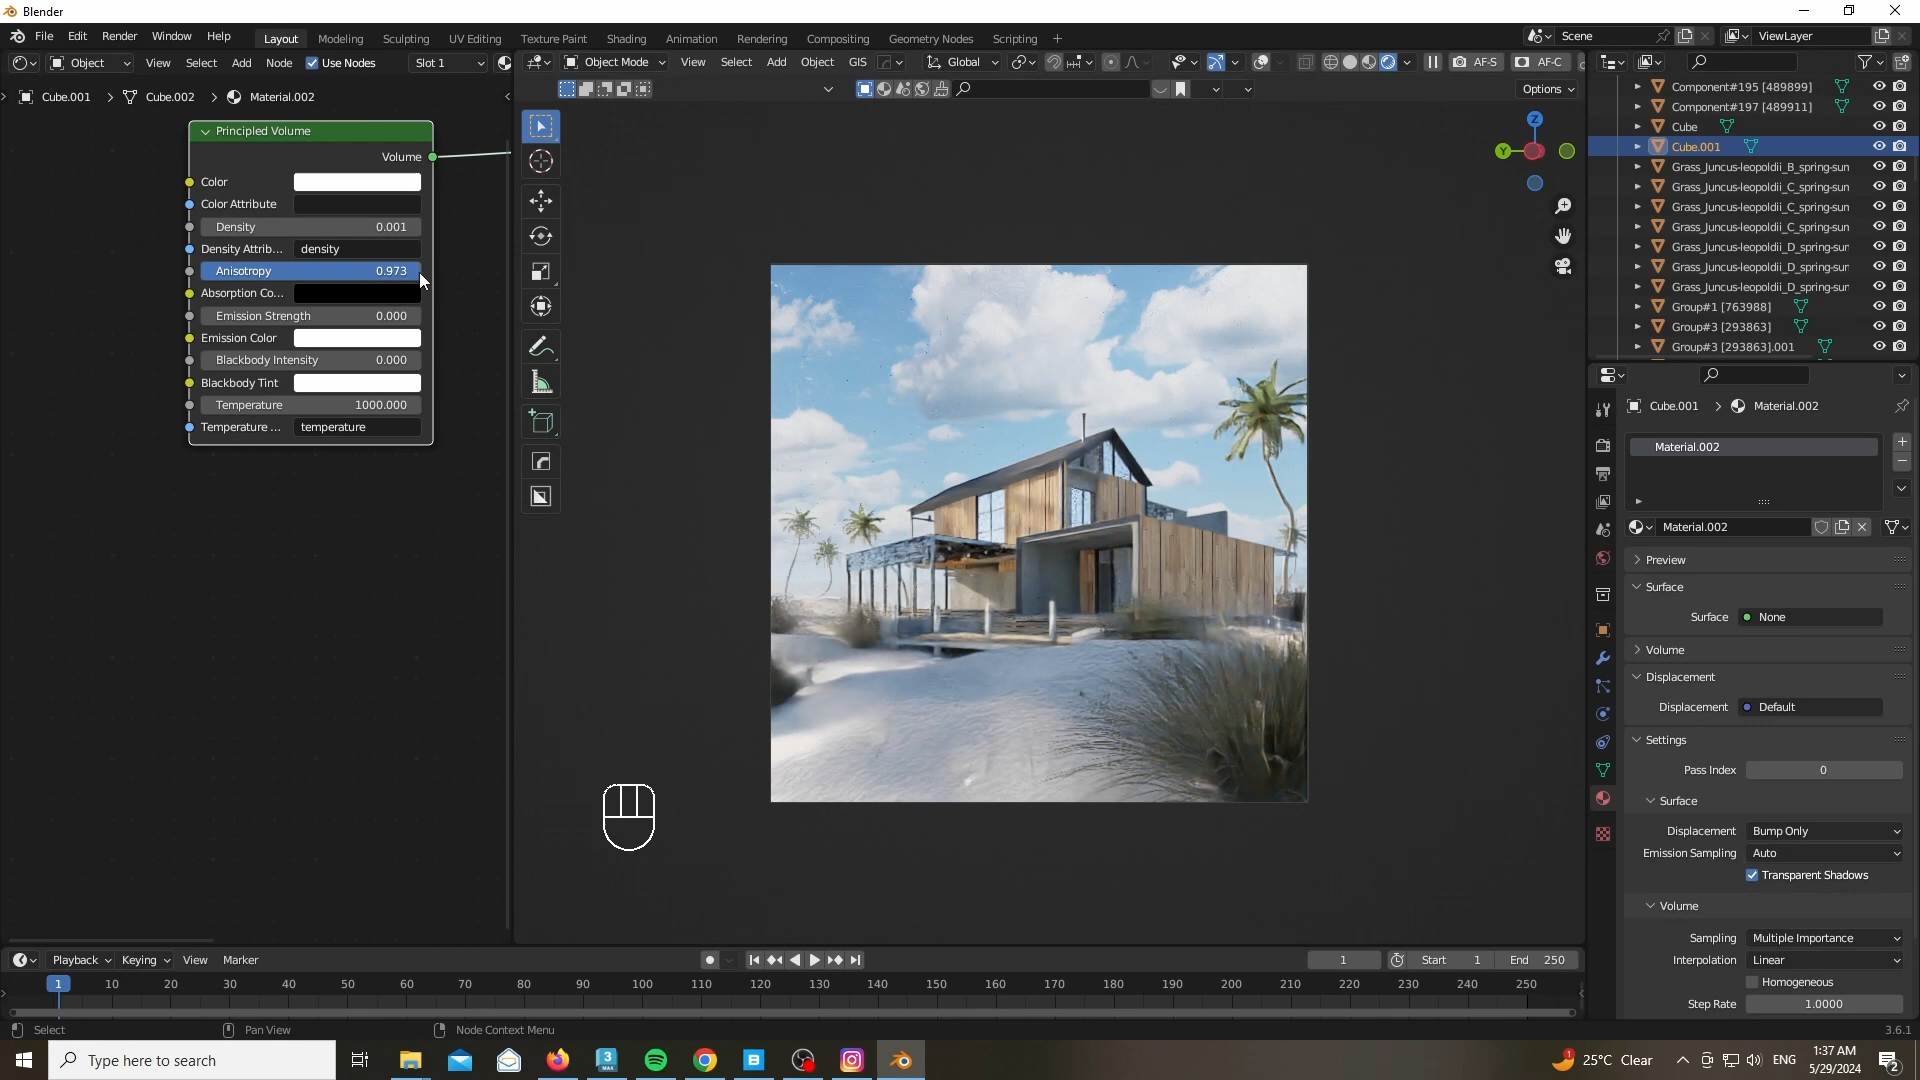 Blender
File Edit Render Window Help
Layout Modeling Sculpting UV Editing Texture Paint Shading Animation Rendering Compositing Geometry Nodes Scripting
Scene
ViewLayer
Object View Select Add Node Use Nodes Slot 1
Object Mode View Select Add Object GIS Global
AF-S AF-C
Options
Cube.001 Cube.002 Material.002
Principled Volume
Volume
Color
Color Attribute
Density 0.001
Density Attrib... density
Anisotropy 0.973
Absorption Co...
Emission Strength 0.000
Emission Color
Blackbody Intensity 0.000
Blackbody Tint
Temperature 1000.000
Temperature ... temperature
Z
Y
Component#195 [489899]
Component#197 [489911]
Cube
Cube.001
Grass_Juncus-leopoldii_B_spring-sun
Grass_Juncus-leopoldii_C_spring-sun
Grass_Juncus-leopoldii_C_spring-sun
Grass_Juncus-leopoldii_C_spring-sun
Grass_Juncus-leopoldii_D_spring-sun
Grass_Juncus-leopoldii_D_spring-sun
Grass_Juncus-leopoldii_D_spring-sun
Group#1 [763988]
Group#3 [293863]
Group#3 [293863].001
Cube.001 Material.002
Material.002
Material.002
Preview
Surface
Surface None
Volume
Displacement
Displacement Default
Settings
Pass Index 0
Surface
Displacement Bump Only
Emission Sampling Auto
Transparent Shadows
Volume
Sampling Multiple Importance
Interpolation Linear
Homogeneous
Step Rate 1.0000
Playback Keying View Marker
1 Start 1 End 250
1 10 20 30 40 50 60 70 80 90 100 110 120 130 140 150 160 170 180 190 200 210 220 230 240 250
Select Pan View Node Context Menu
3.6.1
Type here to search
3
MAX
B
25°C Clear
ENG
1:37 AM
5/29/2024
2